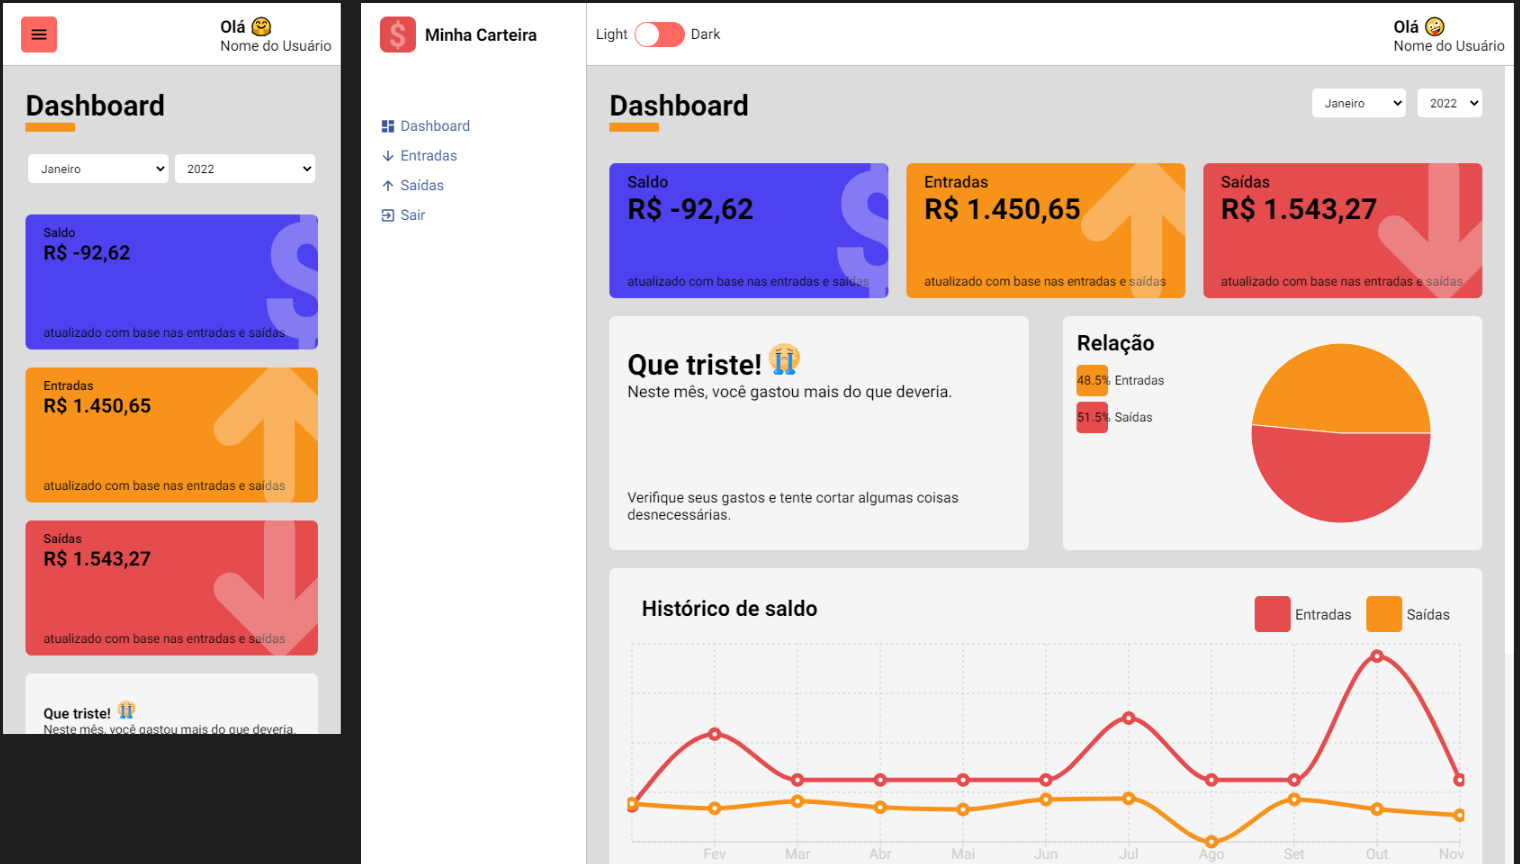 Olá 🤗
Nome do Usuário
Dashboard
Janeiro
2022
Saldo
R$ -92,62
atualizado com base nas entradas e saídas
Entradas
R$ 1.450,65
atualizado com base nas entradas e saídas
Saídas
R$ 1.543,27
atualizado com base nas entradas e saídas
Que triste! 😭
Neste mês, você gastou mais do que deveria.
$ Minha Carteira
Dashboard
Entradas
Saídas
Sair
Light
Dark
Olá 🤪
Nome do Usuário
Dashboard
Janeiro
2022
Saldo
R$ -92,62
atualizado com base nas entradas e saídas
Entradas
R$ 1.450,65
atualizado com base nas entradas e saídas
Saídas
R$ 1.543,27
atualizado com base nas entradas e saídas
Que triste! 😭
Neste mês, você gastou mais do que deveria.
Verifique seus gastos e tente cortar algumas coisas
desnecessárias.
Relação
48.5% Entradas
51.5% Saídas
Histórico de saldo
Entradas
Saídas
Fev Mar Abr Mai Jun Jul Ago Set Out Nov